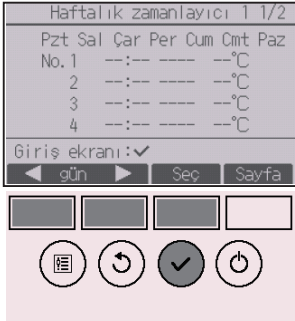 Haftalık zamanlayıcı 1 1/2
Pzt Sal Çar Per Cum Cmt Paz
No. 1 --:-- ---- --°C
2 --:-- ---- --°C
3 --:-- ---- --°C
4 --:-- ---- --°C
Giriş ekranı:✓
◀ gün ▶ Seç Sayfa